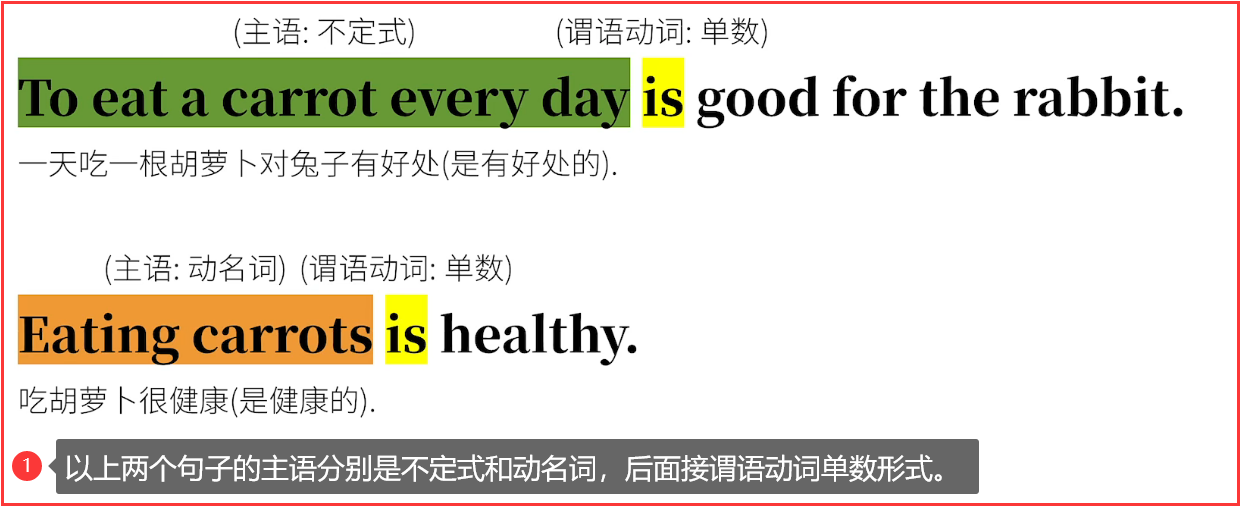 (主语: 不定式) (谓语动词: 单数)
To eat a carrot every day is good for the rabbit.
一天吃一根胡萝卜对兔子有好处(是有好处的).
(主语: 动名词) (谓语动词: 单数)
Eating carrots is healthy.
吃胡萝卜很健康(是健康的).
1 以上两个句子的主语分别是不定式和动名词，后面接谓语动词单数形式。